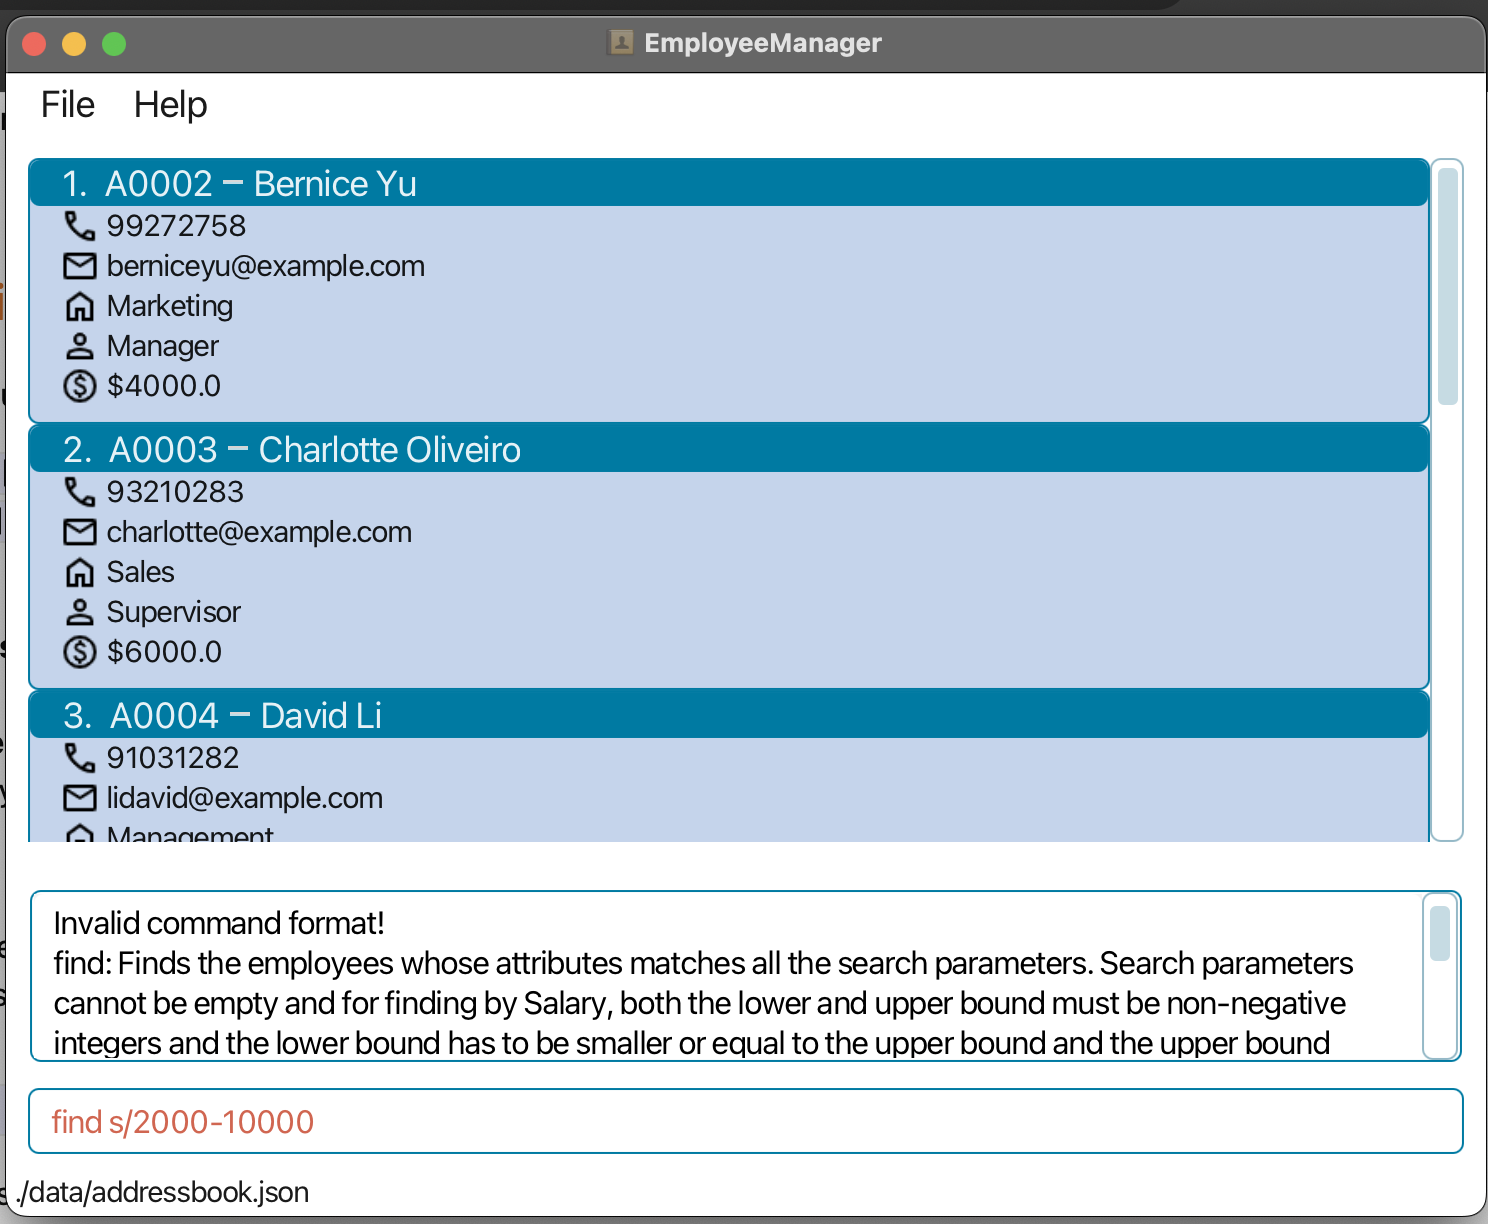 EmployeeManager
File Help
1. A0002 – Bernice Yu
99272758
berniceyu@example.com
Marketing
Manager
$4000.0
2. A0003 – Charlotte Oliveiro
93210283
charlotte@example.com
Sales
Supervisor
$6000.0
3. A0004 – David Li
91031282
lidavid@example.com
Management
Invalid command format!
find: Finds the employees whose attributes matches all the search parameters. Search parameters
cannot be empty and for finding by Salary, both the lower and upper bound must be non-negative
integers and the lower bound has to be smaller or equal to the upper bound and the upper bound
find s/2000-10000
./data/addressbook.json